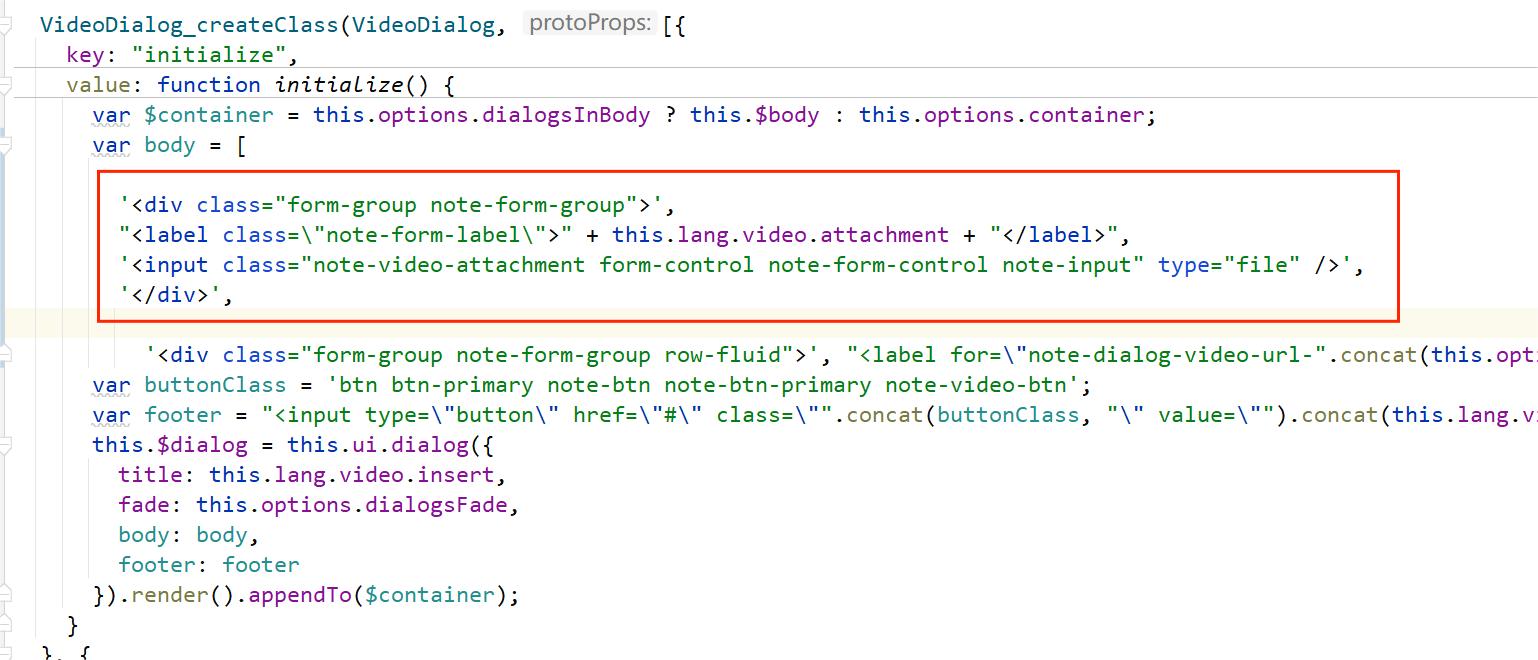 VideoDialog_createClass(VideoDialog, protoProps: [{
key: "initialize",
value: function initialize() {
var $container = this.options.dialogsInBody ? this.$body : this.options.container;
var body = [
'<div class="form-group note-form-group">',
"<label class=\"note-form-label\">" + this.lang.video.attachment + "</label>",
'<input class="note-video-attachment form-control note-form-control note-input" type="file" />',
'</div>',
'<div class="form-group note-form-group row-fluid">', "<label for=\"note-dialog-video-url-".concat(this.opt
var buttonClass = 'btn btn-primary note-btn note-btn-primary note-video-btn';
var footer = "<input type=\"button\" href=\"#\" class=\"".concat(buttonClass, "\" value=\"").concat(this.lang.v
this.$dialog = this.ui.dialog({
title: this.lang.video.insert,
fade: this.options.dialogsFade,
body: body,
footer: footer
}).render().appendTo($container);
}
}, {